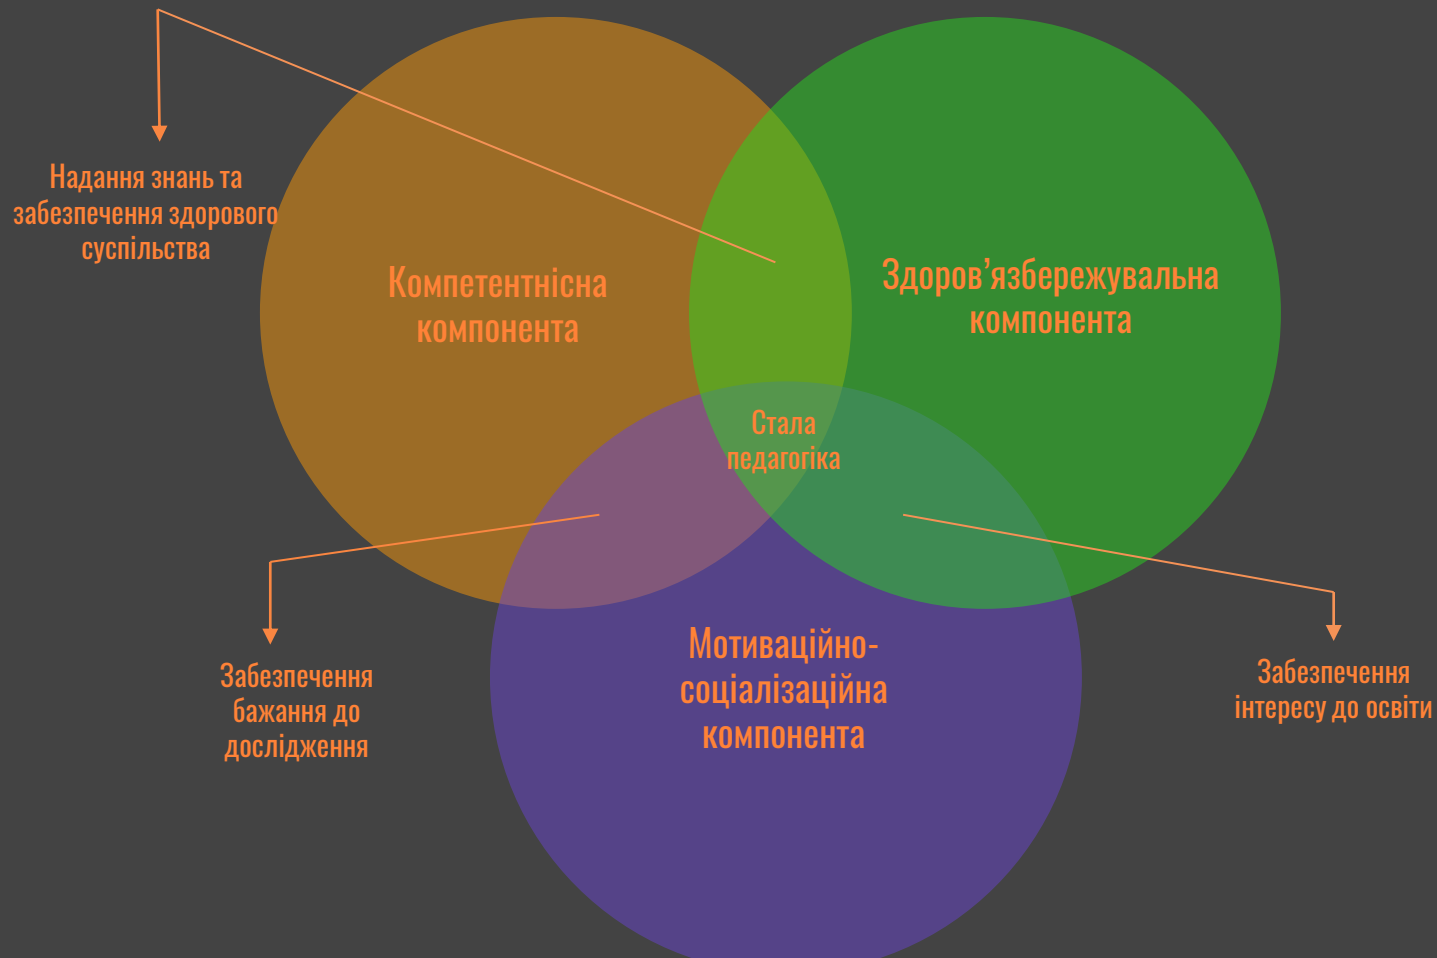 Надання знань та
забезпечення здорового
суспільства
Компетентнісна
компонента
Здоров’язбережувальна
компонента
Стала
педагогіка
Мотиваційно-
соціалізаційна
компонента
Забезпечення
бажання до
дослідження
Забезпечення
інтересу до освіти